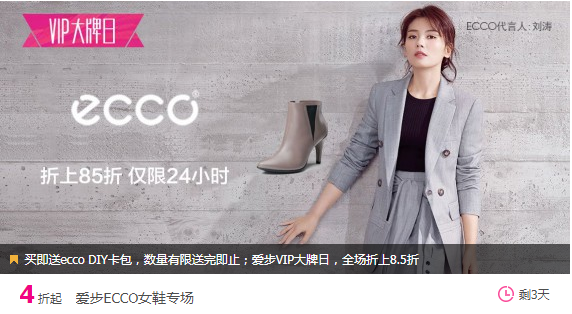 VIP大牌日
ECCO代言人: 刘涛
ecco®
折上85折 仅限24小时
买即送ecco DIY卡包，数量有限送完即止；爱步VIP大牌日，全场折上8.5折
4折起 爱步ECCO女鞋专场
剩3天